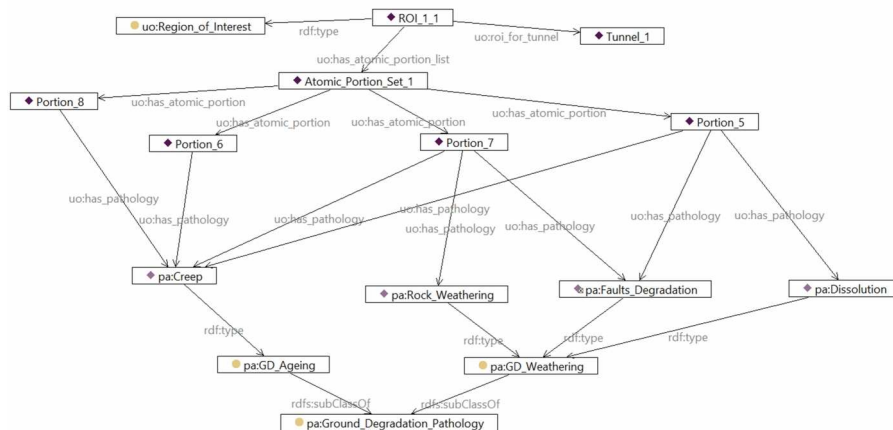 ROI_1_1
uo:Region_of_Interest
rdf:type
uo:roi_for_tunnel
Tunnel_1
uo:has_atomic_portion_list
Atomic_Portion_Set_1
Portion_8
uo:has_atomic_portion
uo:has_atomic_portion
uo:has_atomic_portion
uo:has_atomic_portion
Portion_5
Portion_6
Portion_7
uo:has_pathology
uo:has_pathology
uo:has_pathology
uo:has_pathology
uo:has_pathology
uo:has_pathology
uo:has_pathology
uo:has_pathology
pa:Creep
pa:Rock_Weathering
pa:Faults_Degradation
pa:Dissolution
rdf:type
rdf:type
rdf:type
rdf:type
pa:GD_Ageing
pa:GD_Weathering
rdfs:subClassOf
rdfs:subClassOf
pa:Ground_Degradation_Pathology